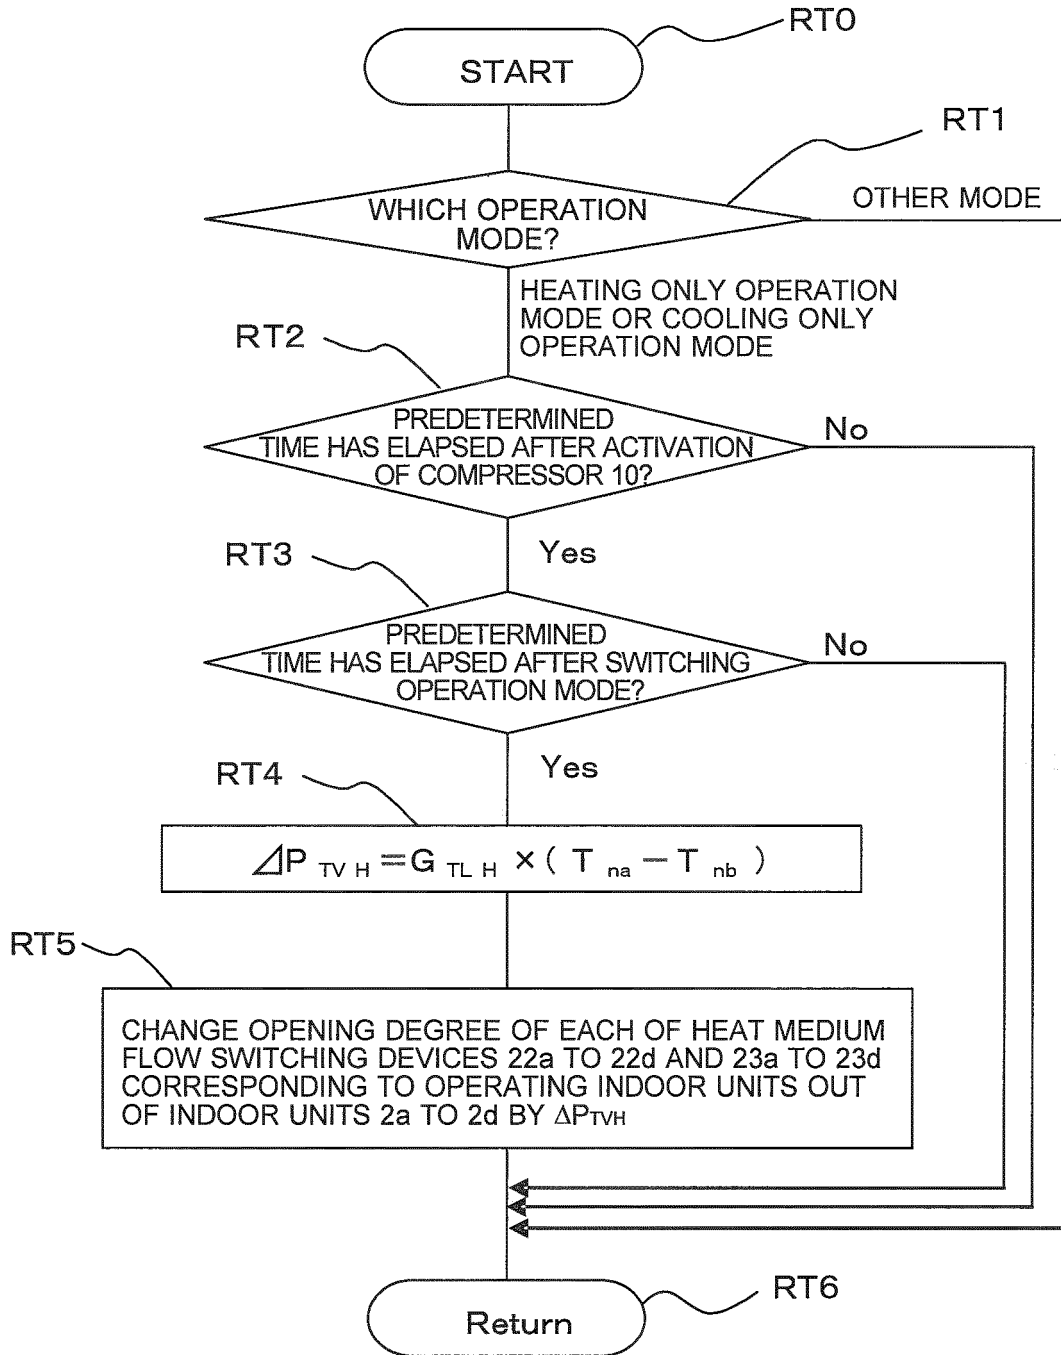 RT0
START
RT1
OTHER MODE
WHICH OPERATION
MODE?
HEATING ONLY OPERATION
MODE OR COOLING ONLY
OPERATION MODE
RT2
PREDETERMINED
TIME HAS ELAPSED AFTER ACTIVATION
OF COMPRESSOR 10?
No
Yes
RT3
PREDETERMINED
TIME HAS ELAPSED AFTER SWITCHING
OPERATION MODE?
No
Yes
RT4
⊿P TV H = G TL H × ( T na − T nb )
RT5
CHANGE OPENING DEGREE OF EACH OF HEAT MEDIUM
FLOW SWITCHING DEVICES 22a TO 22d AND 23a TO 23d
CORRESPONDING TO OPERATING INDOOR UNITS OUT
OF INDOOR UNITS 2a TO 2d BY ΔPTVH
RT6
Return